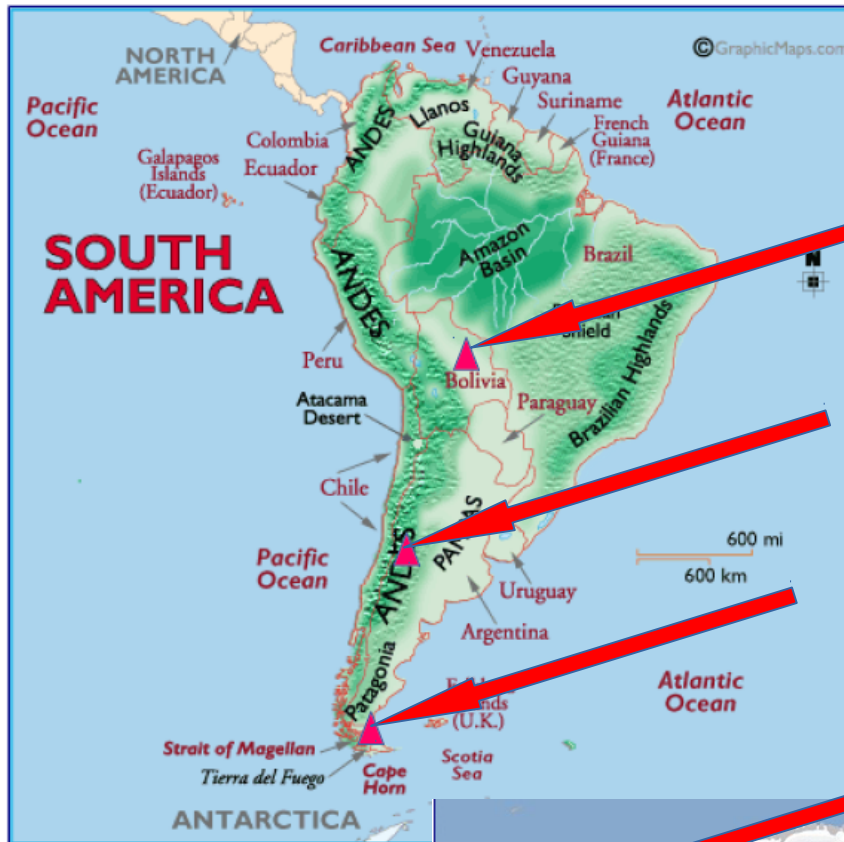 NORTH
AMERICA
Caribbean Sea
Venezuela
© GraphicMaps.com
Guyana
Suriname
French
Guiana
(France)
Atlantic
Ocean
Pacific
Ocean
Llanos
Guiana
Highlands
ANDES
Colombia
Ecuador
Galapagos
Islands
(Ecuador)
SOUTH
AMERICA
Amazon
Basin
Brazil
N
ANDES
Shield
Peru
Bolivia
Brazilian Highlands
Atacama
Desert
Paraguay
Chile
ANDES
Pacific
Ocean
600 mi
600 km
Uruguay
Argentina
Patagonia
(U.K.)
Atlantic
Ocean
Strait of Magellan
Tierra del Fuego
Cape
Horn
Scotia
Sea
ANTARCTICA